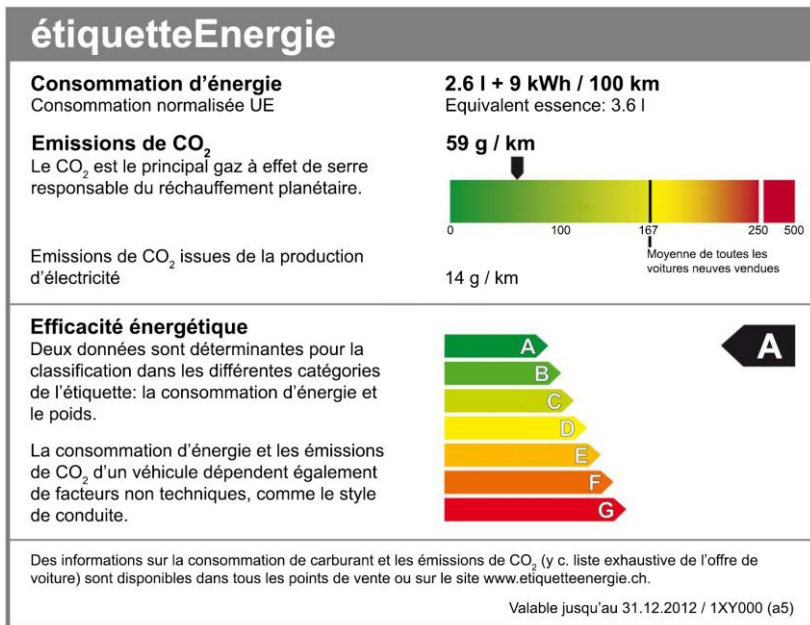 étiquetteEnergie
Consommation d’énergie
2.6 l + 9 kWh / 100 km
Consommation normalisée UE
Equivalent essence: 3.6 l
Emissions de CO₂
59 g / km
Le CO₂ est le principal gaz à effet de serre
responsable du réchauffement planétaire.
0 100 167 250 500
Moyenne de toutes les
voitures neuves vendues
Emissions de CO₂ issues de la production
d’électricité
14 g / km
Efficacité énergétique
Deux données sont déterminantes pour la
classification dans les différentes catégories
de l’étiquette: la consommation d’énergie et
le poids.
La consommation d’énergie et les émissions
de CO₂ d’un véhicule dépendent également
de facteurs non techniques, comme le style
de conduite.
A
B
C
D
E
F
G
A
Des informations sur la consommation de carburant et les émissions de CO₂ (y c. liste exhaustive de l’offre de
voiture) sont disponibles dans tous les points de vente ou sur le site www.etiquetteenergie.ch.
Valable jusqu’au 31.12.2012 / 1XY000 (a5)